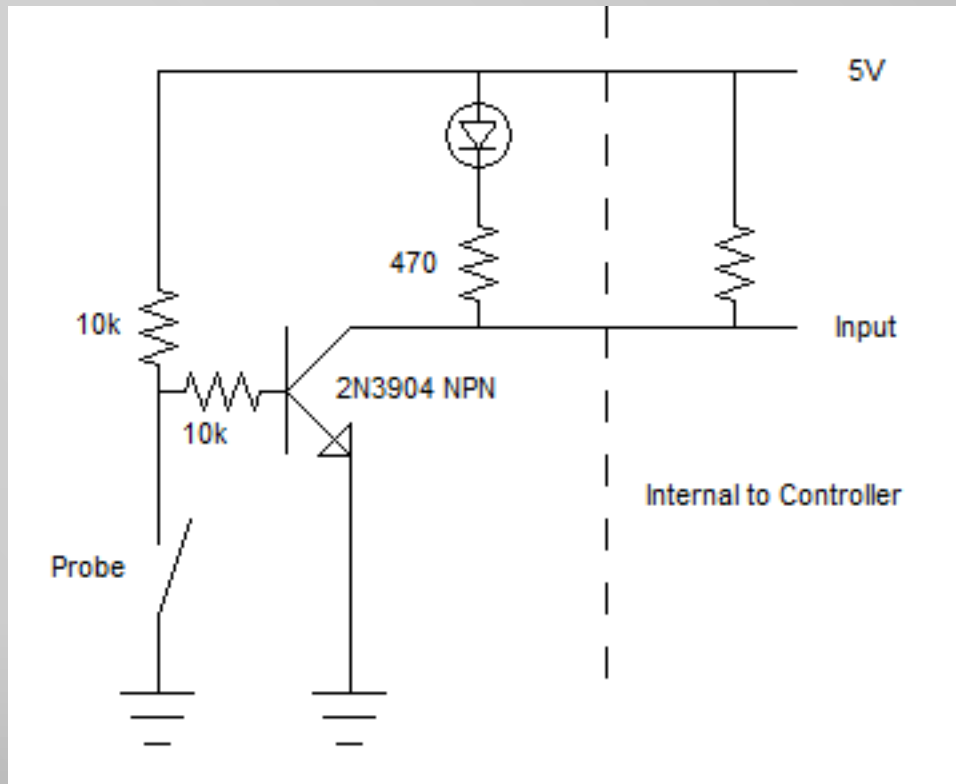 5V
470
10k
Input
2N3904 NPN
10k
Internal to Controller
Probe